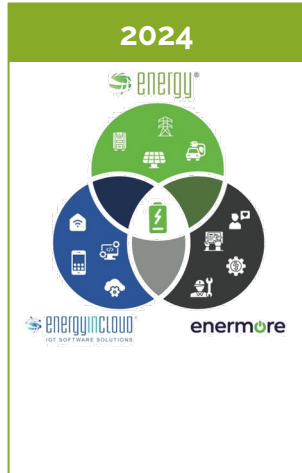 2024
energy®
energyincloud®
IOT SOFTWARE SOLUTIONS
enermore